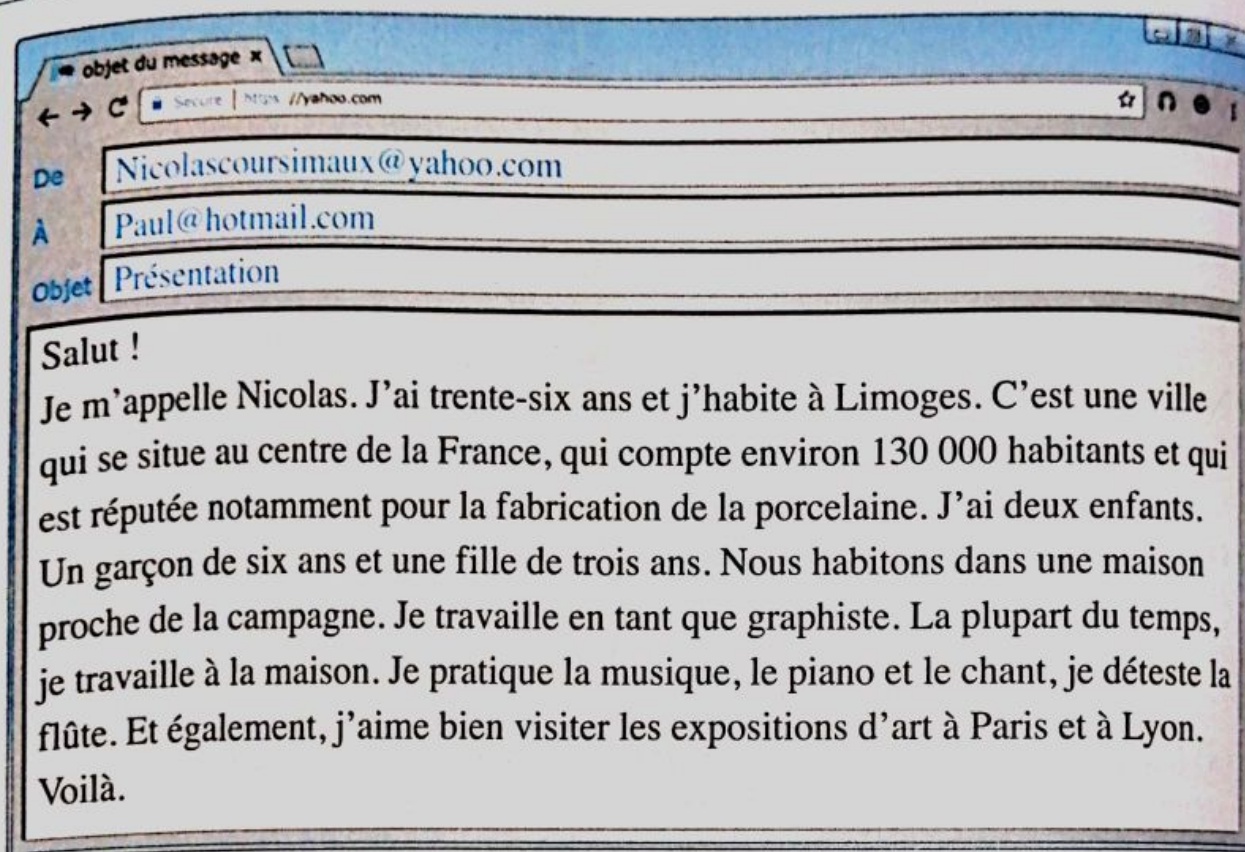 objet du message ×
Secure | https //yahoo.com
De Nicolascoursimaux@yahoo.com
À Paul@hotmail.com
Objet Présentation
Salut !
Je m'appelle Nicolas. J'ai trente-six ans et j'habite à Limoges. C'est une ville
qui se situe au centre de la France, qui compte environ 130 000 habitants et qui
est réputée notamment pour la fabrication de la porcelaine. J'ai deux enfants.
Un garçon de six ans et une fille de trois ans. Nous habitons dans une maison
proche de la campagne. Je travaille en tant que graphiste. La plupart du temps,
je travaille à la maison. Je pratique la musique, le piano et le chant, je déteste la
flûte. Et également, j'aime bien visiter les expositions d'art à Paris et à Lyon.
Voilà.